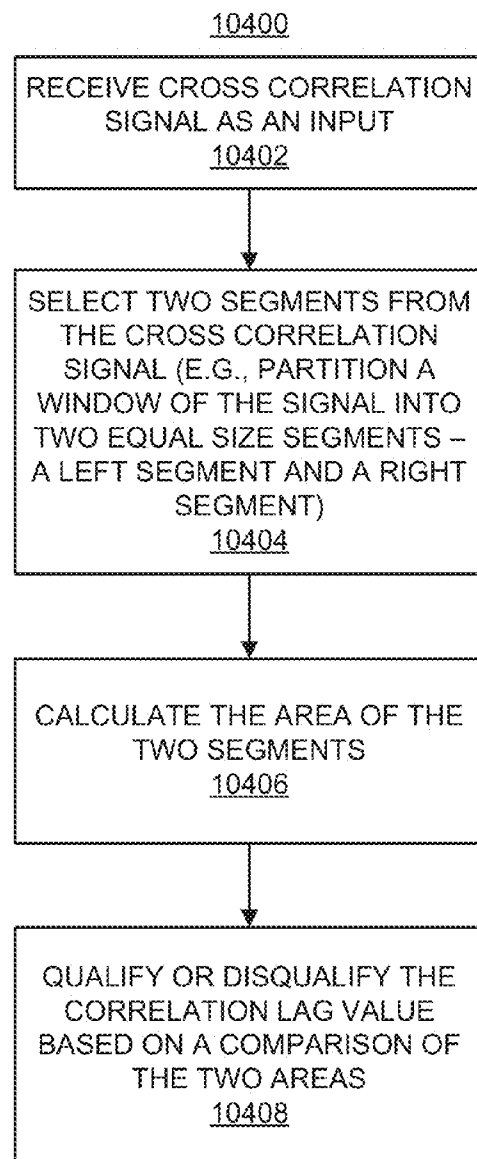 10400
RECEIVE CROSS CORRELATION
SIGNAL AS AN INPUT
10402
SELECT TWO SEGMENTS FROM
THE CROSS CORRELATION
SIGNAL (E.G., PARTITION A
WINDOW OF THE SIGNAL INTO
TWO EQUAL SIZE SEGMENTS –
A LEFT SEGMENT AND A RIGHT
SEGMENT)
10404
CALCULATE THE AREA OF THE
TWO SEGMENTS
10406
QUALIFY OR DISQUALIFY THE
CORRELATION LAG VALUE
BASED ON A COMPARISON OF
THE TWO AREAS
10408